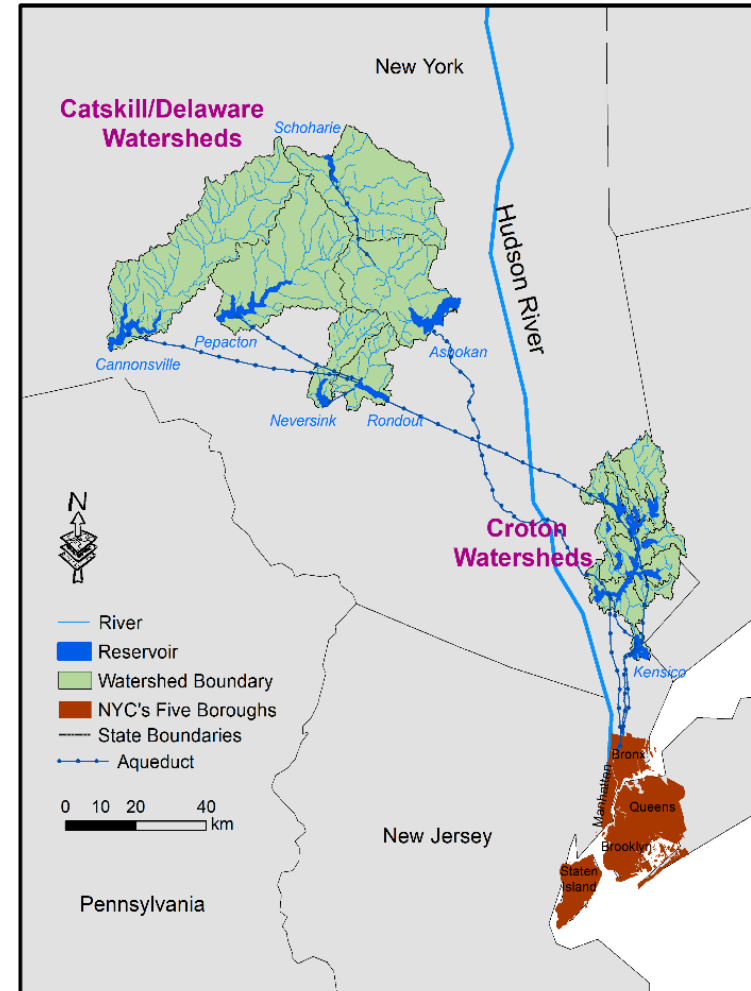 New York
Catskill/Delaware
Watersheds
Schoharie
Hudson River
Pepacton
Ashokan
Cannonsville
Neversink
Rondout
N
Croton
Watersheds
River
Reservoir
Watershed Boundary
NYC's Five Boroughs
State Boundaries
Aqueduct
0 10 20 40
km
Kensico
Bronx
Manhatten
Queens
Brooklyn
Staten
Island
New Jersey
Pennsylvania